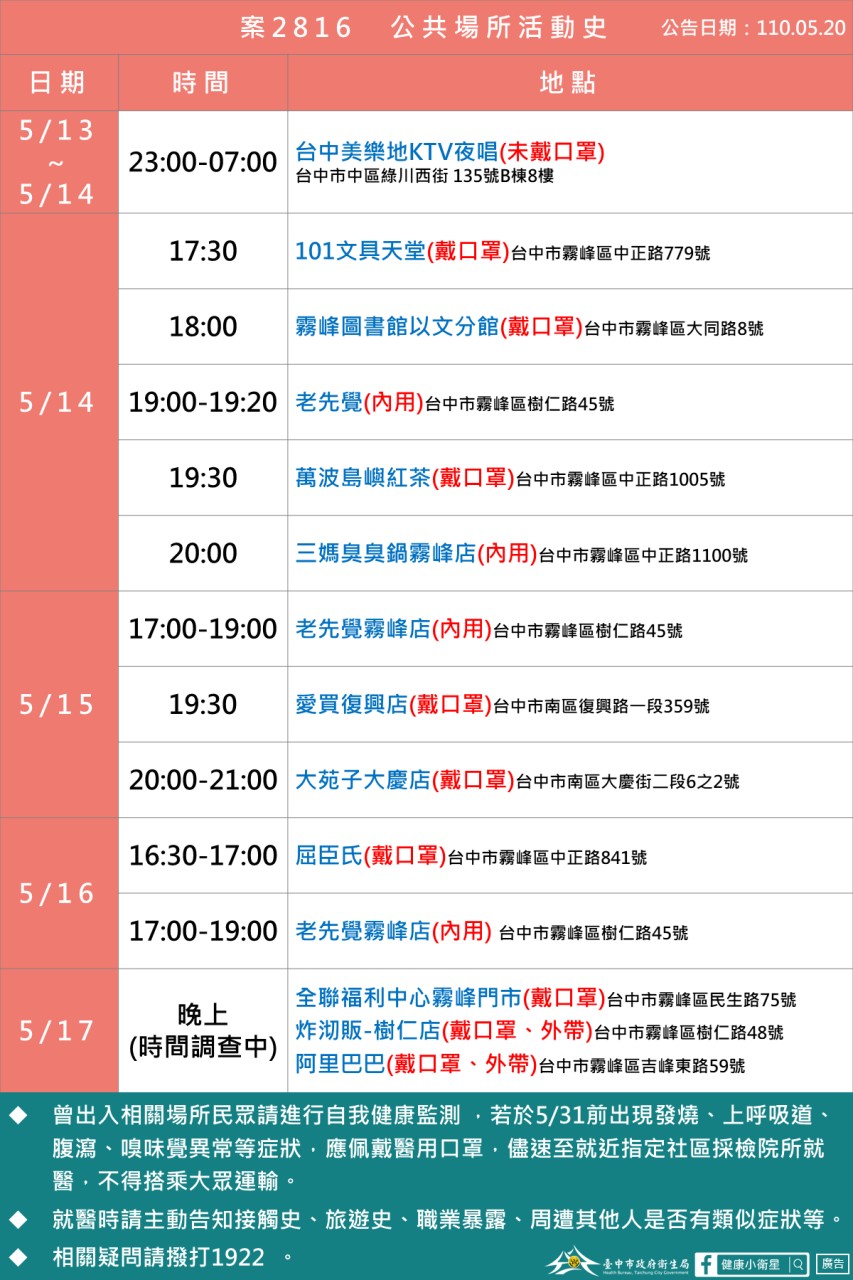 案2816 公共場所活動史 公告日期：110.05.20
日期 時間 地點
5/13
~
5/14
23:00-07:00
台中美樂地KTV夜唱(未戴口罩)
台中市中區綠川西街 135號B棟8樓
5/14
17:30
101文具天堂(戴口罩)台中市霧峰區中正路779號
18:00
霧峰圖書館以文分館(戴口罩)台中市霧峰區大同路8號
19:00-19:20
老先覺(內用)台中市霧峰區樹仁路45號
19:30
萬波島嶼紅茶(戴口罩)台中市霧峰區中正路1005號
20:00
三媽臭臭鍋霧峰店(內用)台中市霧峰區中正路1100號
5/15
17:00-19:00
老先覺霧峰店(內用)台中市霧峰區樹仁路45號
19:30
愛買復興店(戴口罩)台中市南區復興路一段359號
20:00-21:00
大苑子大慶店(戴口罩)台中市南區大慶街二段6之2號
5/16
16:30-17:00
屈臣氏(戴口罩)台中市霧峰區中正路841號
17:00-19:00
老先覺霧峰店(內用) 台中市霧峰區樹仁路45號
5/17
晚上
(時間調查中)
全聯福利中心霧峰門市(戴口罩)台中市霧峰區民生路75號
炸沏販-樹仁店(戴口罩、外帶)台中市霧峰區樹仁路48號
阿里巴巴(戴口罩、外帶)台中市霧峰區吉峰東路59號
◆ 曾出入相關場所民眾請進行自我健康監測，若於5/31前出現發燒、上呼吸道、
腹瀉、嗅味覺異常等症狀，應佩戴醫用口罩，儘速至就近指定社區採檢院所就
醫，不得搭乘大眾運輸。
◆ 就醫時請主動告知接觸史、旅遊史、職業暴露、周遭其他人是否有類似症狀等。
◆ 相關疑問請撥打1922 。
臺中市政府衛生局
Health Bureau, Taichung City Government
健康小衛星
廣告